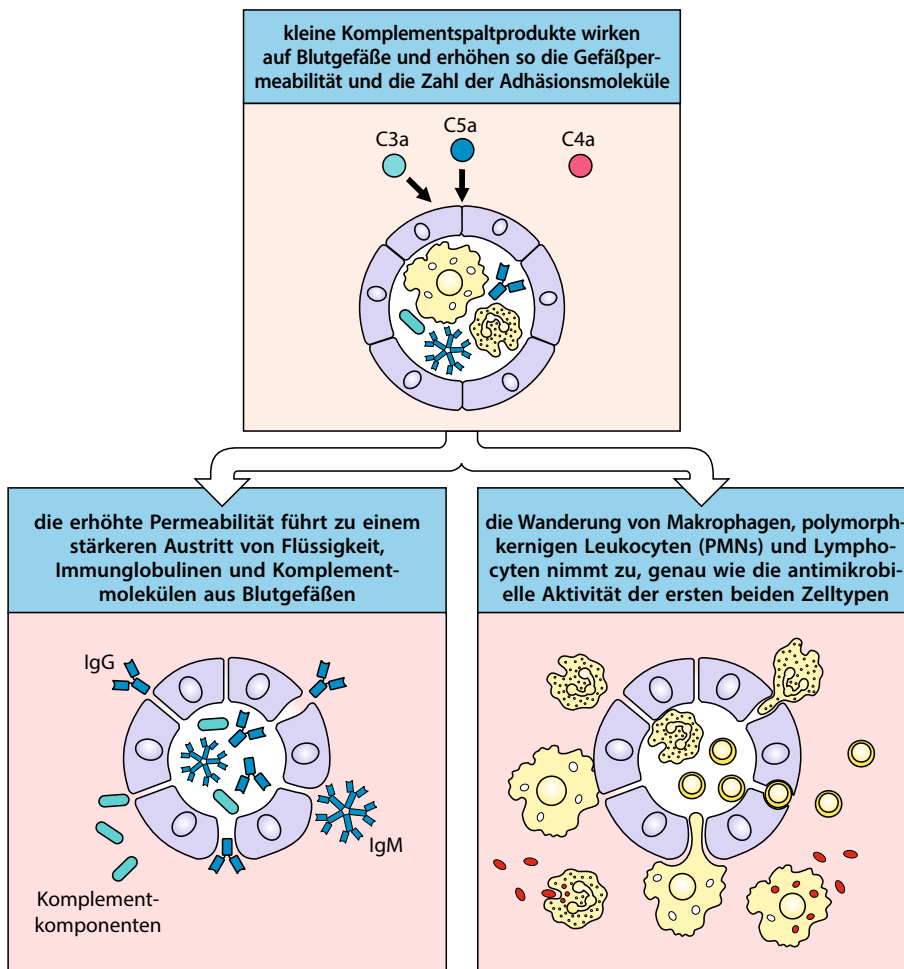 kleine Komplementspaltprodukte wirken
auf Blutgefäße und erhöhen so die Gefäßper-
meabilität und die Zahl der Adhäsionsmoleküle
C3a
C5a
C4a
die erhöhte Permeabilität führt zu einem
stärkeren Austritt von Flüssigkeit,
Immunglobulinen und Komplement-
molekülen aus Blutgefäßen
IgG
IgM
Komplement-
komponenten
die Wanderung von Makrophagen, polymorph-
kernigen Leukocyten (PMNs) und Lympho-
cyten nimmt zu, genau wie die antimikrobi-
elle Aktivität der ersten beiden Zelltypen